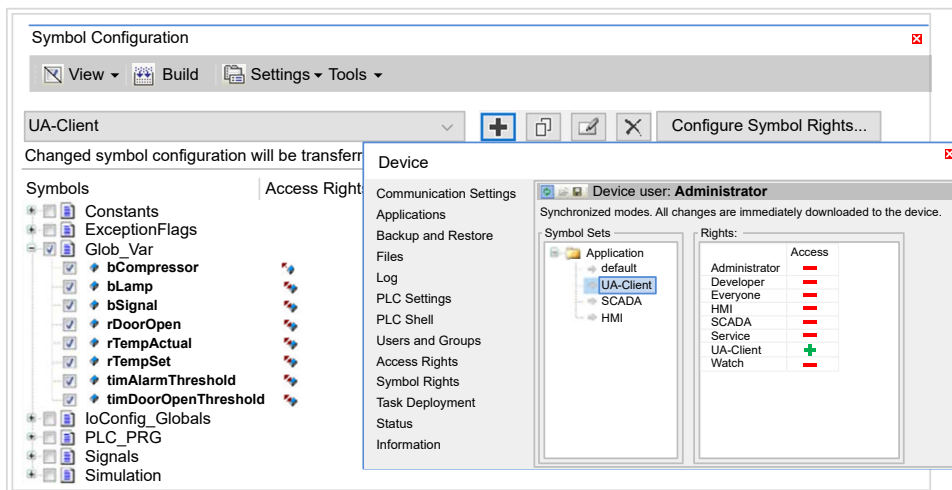 Symbol Configuration
View Build Settings Tools
UA-Client
Configure Symbol Rights...
Changed symbol configuration will be transferr
Symbols Access Right
Constants
ExceptionFlags
Glob_Var
bCompressor
bLamp
bSignal
rDoorOpen
rTempActual
rTempSet
timAlarmThreshold
timDoorOpenThreshold
IoConfig_Globals
PLC_PRG
Signals
Simulation
Device
Communication Settings
Applications
Backup and Restore
Files
Log
PLC Settings
PLC Shell
Users and Groups
Access Rights
Symbol Rights
Task Deployment
Status
Information
Device user: Administrator
Synchronized modes. All changes are immediately downloaded to the device.
Symbol Sets
Application
default
UA-Client
SCADA
HMI
Rights:
Access
Administrator
Developer
Everyone
HMI
SCADA
Service
UA-Client
Watch